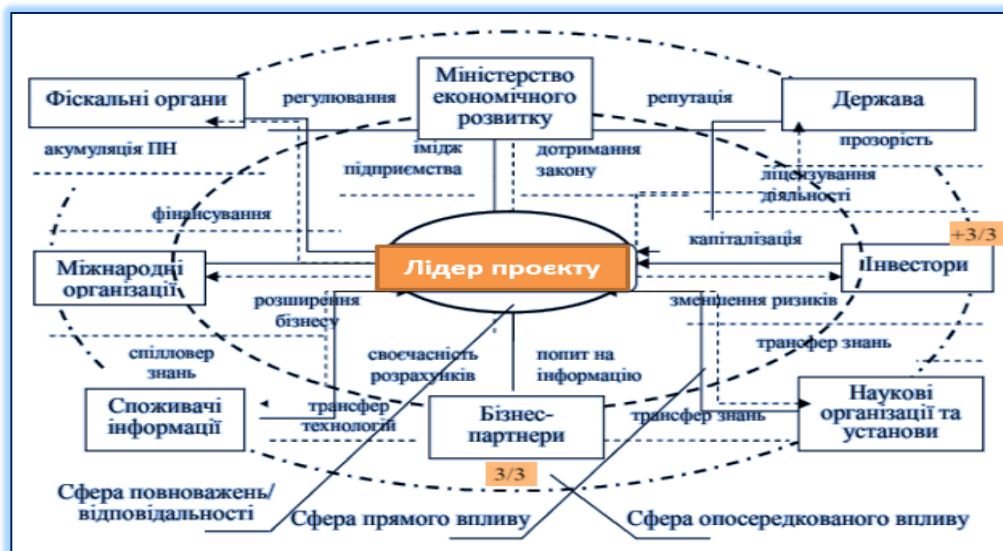 Фіскальні органи
регулювання
Міністерство
економічного
розвитку
репутація
Держава
акумуляція ПН
імідж
підприємства
дотримання
закону
прозорість
ліцензування
діяльності
фінансування
капіталізація
+3/3
Міжнародні
організації
Лідер проєкту
Інвестори
розширення
бізнесу
зменшення ризиків
спілловер
знань
своєчасність
розрахунків
попит на
інформацію
трансфер знань
Споживачі
інформації
трансфер
технологій
Бізнес-
партнери
трансфер знань
Наукові
організації та
установи
3/3
Сфера повноважень/
відповідальності
Сфера прямого впливу
Сфера опосередкованого впливу